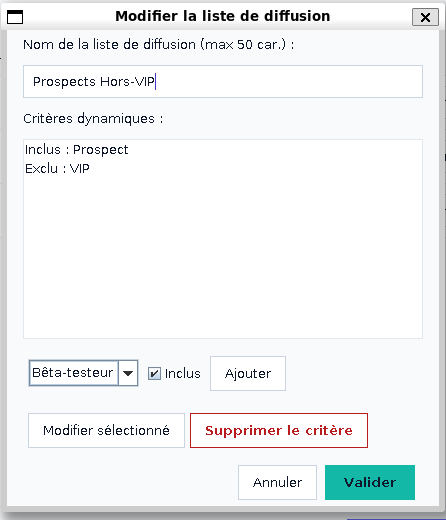 Modifier la liste de diffusion
Nom de la liste de diffusion (max 50 car.) :
Prospects Hors-VIP
Critères dynamiques :
Inclus : Prospect
Exclu : VIP
Bêta-testeur Inclus Ajouter
Modifier sélectionné Supprimer le critère
Annuler Valider